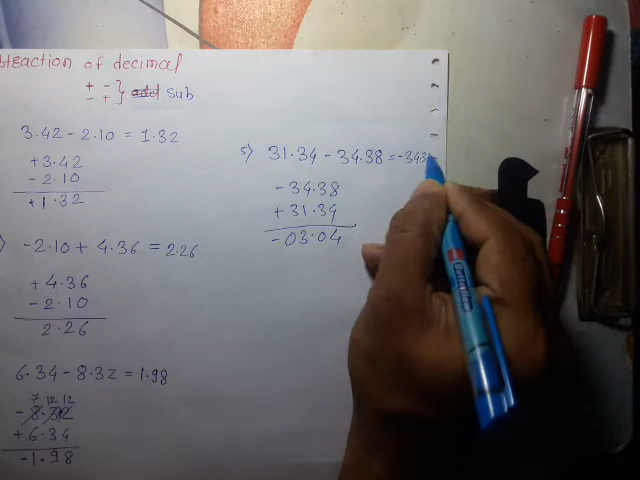 btraction of decimal
+ -
- + } add sub
3.42 - 2.10 = 1.32
+3.42
- 2.10
+1.32
) -2.10 + 4.36 = 2.26
+4.36
- 2.10
2.26
6.34 - 8.32 = 1.98
7 12 12
- 8.32
+ 6.34
-1.98
5) 31.34 - 34.38 = -343
- 34.38
+ 31.34
- 03.04
Butterflow